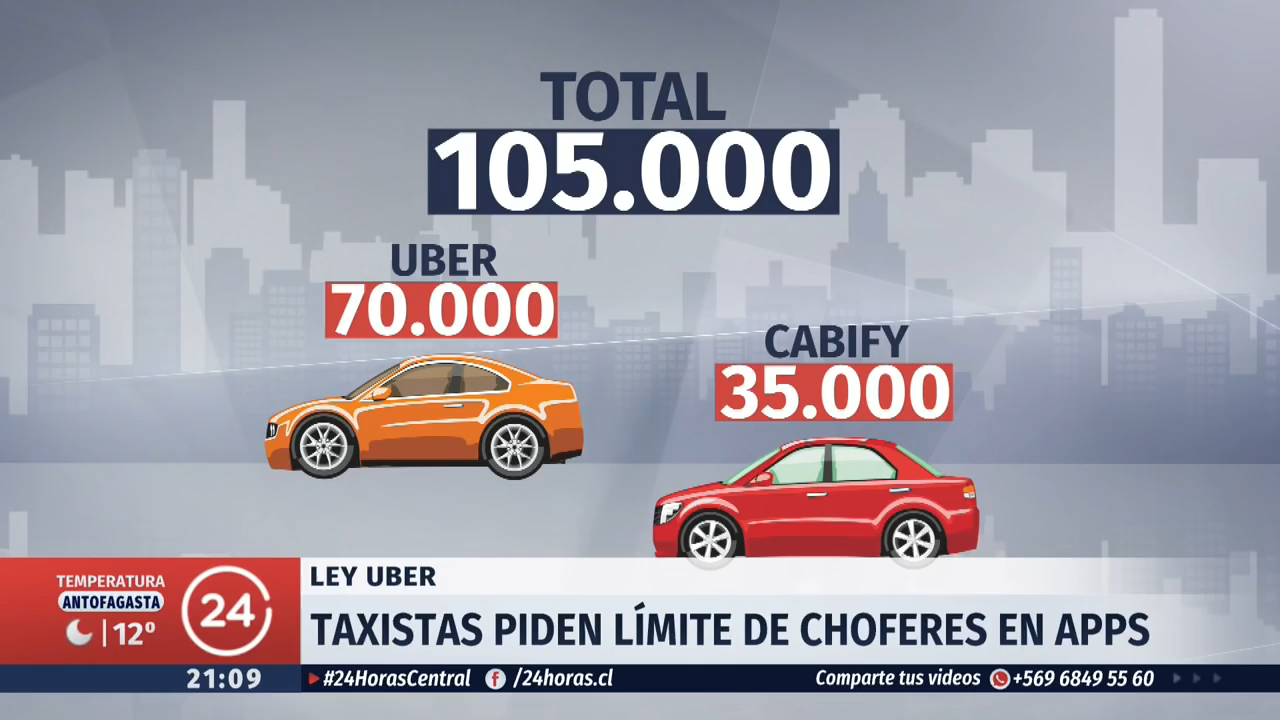 TOTAL
105.000
UBER
70.000
CABIFY
35.000
TEMPERATURA
ANTOFAGASTA
12°
24
LEY UBER
TAXISTAS PIDEN LÍMITE DE CHOFERES EN APPS
21:09
#24HorasCentral
/24horas.cl
Comparte tus videos
+569 6849 55 60